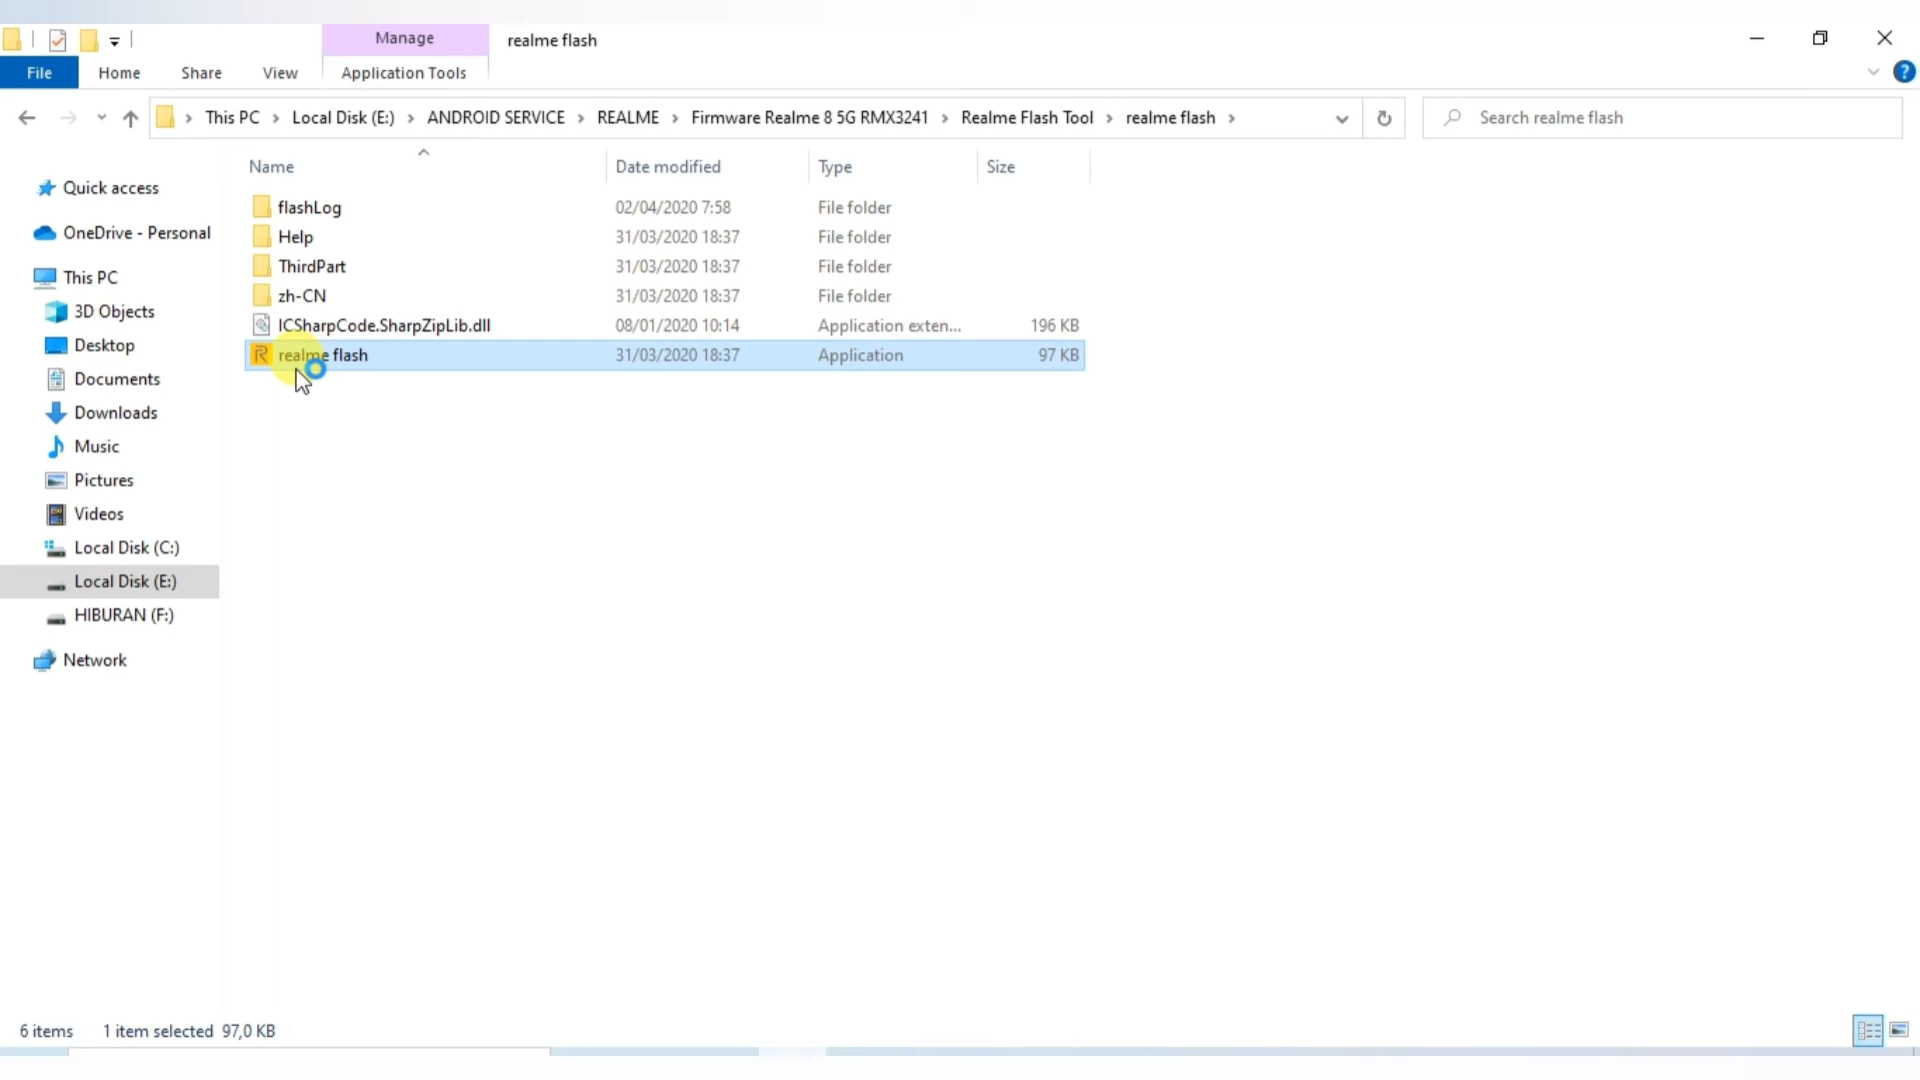 Manage
realme flash
File
Home
Share
View
Application Tools
?
This PC
Local Disk (E:)
ANDROID SERVICE
REALME
Firmware Realme 8 5G RMX3241
Realme Flash Tool
realme flash
Search realme flash
Name
Date modified
Type
Size
Quick access
OneDrive - Personal
This PC
3D Objects
Desktop
Documents
Downloads
Music
Pictures
Videos
Local Disk (C:)
Local Disk (E:)
HIBURAN (F:)
Network
flashLog 02/04/2020 7:58 File folder
Help 31/03/2020 18:37 File folder
ThirdPart 31/03/2020 18:37 File folder
zh-CN 31/03/2020 18:37 File folder
ICSharpCode.SharpZipLib.dll 08/01/2020 10:14 Application exten... 196 KB
realme flash 31/03/2020 18:37 Application 97 KB
6 items 1 item selected 97,0 KB